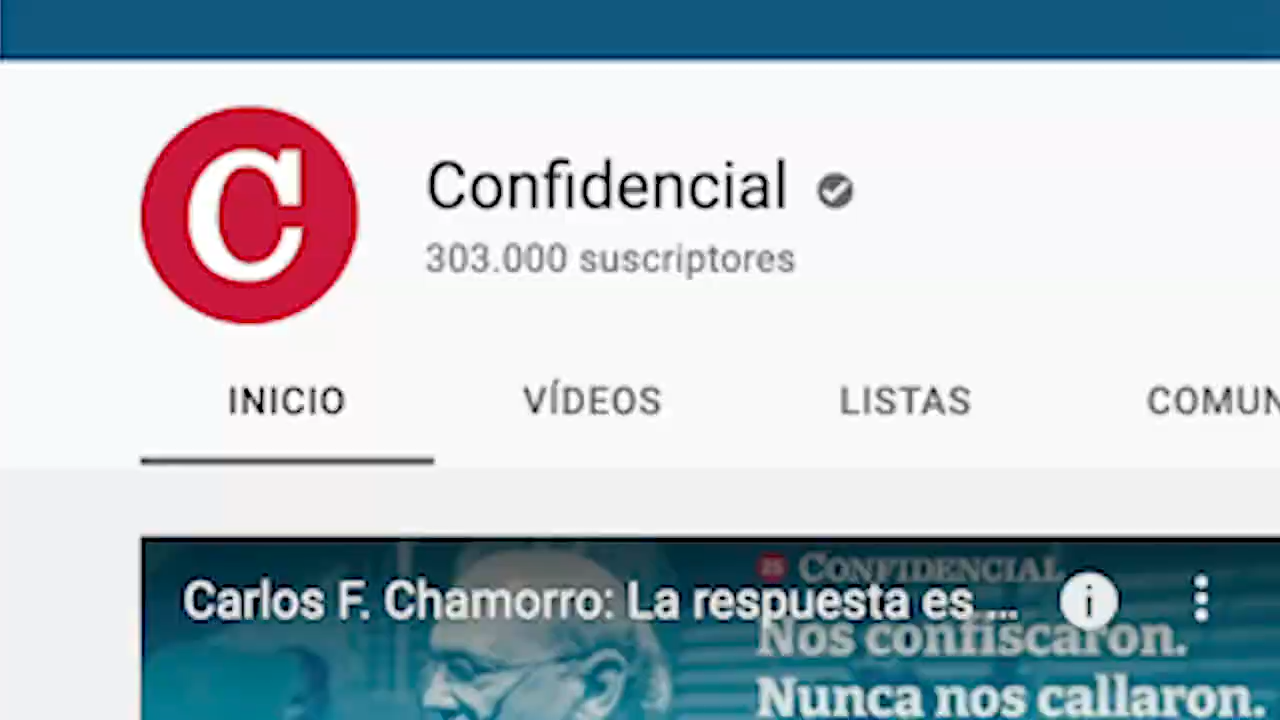 C
Confidencial
303.000 suscriptores
INICIO VÍDEOS LISTAS COMUN
25 CONFIDENCIAL
Carlos F. Chamorro: La respuesta es ...
Nos confiscaron.
Nunca nos callaron.